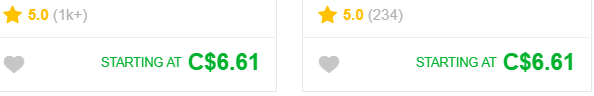 5.0 (1k+)
STARTING AT C$6.61
5.0 (234)
STARTING AT C$6.61